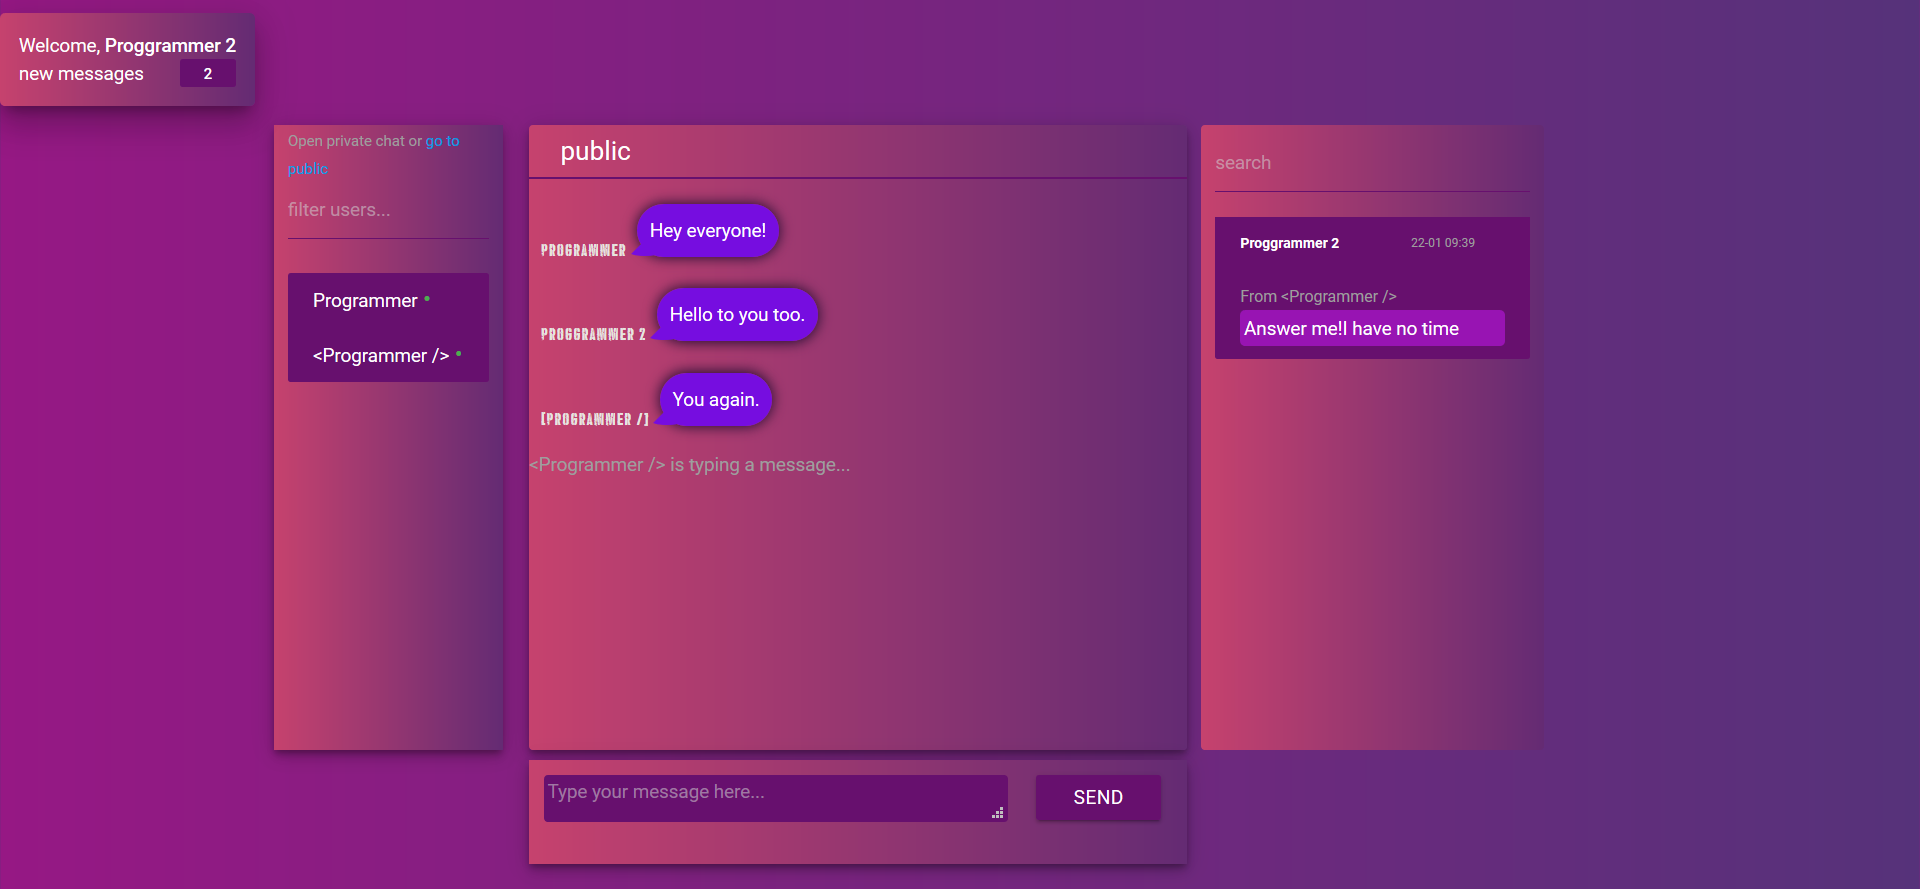 Welcome, Proggrammer 2
new messages 2
Open private chat or go to
public
filter users...
Programmer
<Programmer />
public
Hey everyone!
PROGRAMMER
Hello to you too.
PROGGRAMMER 2
You again.
[PROGRAMMER /]
<Programmer /> is typing a message...
Type your message here...
SEND
search
Proggrammer 2 22-01 09:39
From <Programmer />
Answer me!I have no time